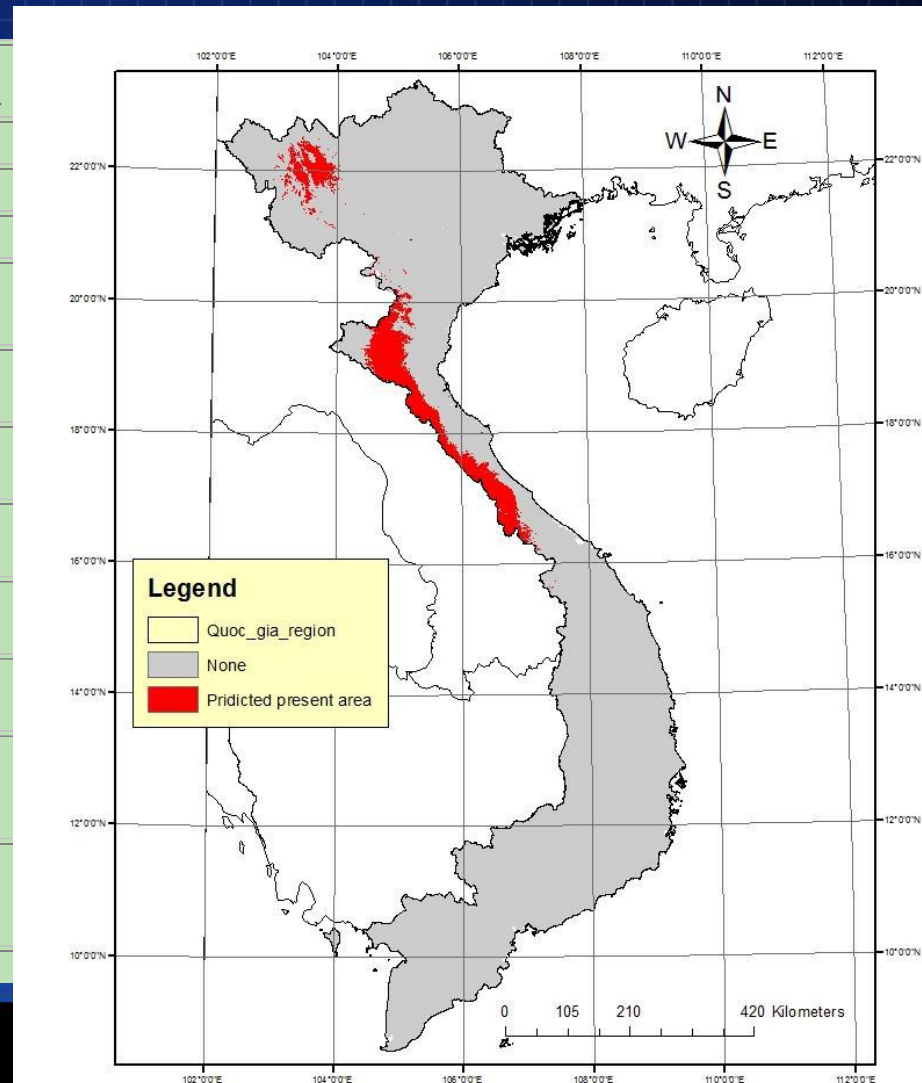 102°0'0"E 104°0'0"E 106°0'0"E 108°0'0"E 110°0'0"E 112°0'0"E
N
W E
S
22°0'0"N 22°0'0"N
20°0'0"N 20°0'0"N
18°0'0"N 18°0'0"N
16°0'0"N 16°0'0"N
Legend
Quoc_gia_region
None
Pridicted present area
14°0'0"N 14°0'0"N
12°0'0"N 12°0'0"N
10°0'0"N 10°0'0"N
0 105 210 420 Kilometers
102°0'0"E 104°0'0"E 106°0'0"E 108°0'0"E 110°0'0"E 112°0'0"E